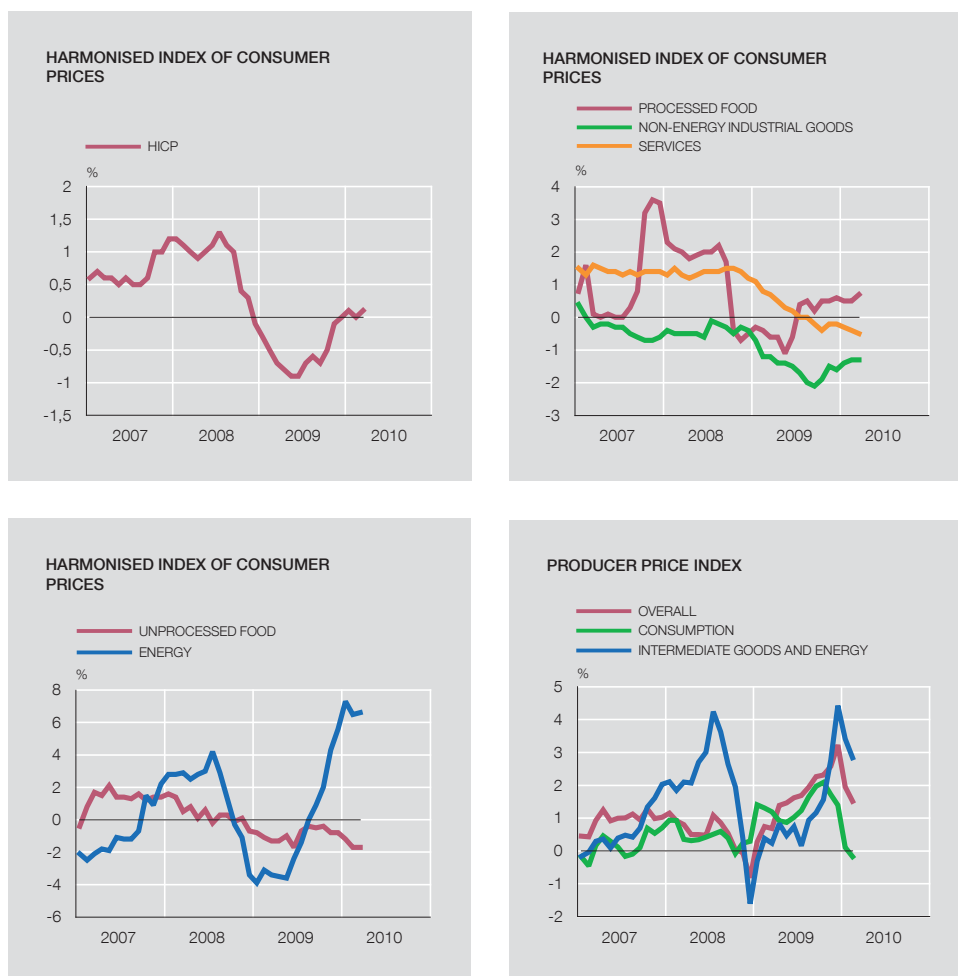 HARMONISED INDEX OF CONSUMER
PRICES
HICP
%
2
1,5
1
0,5
0
-0,5
-1
-1,5
2007 2008 2009 2010
HARMONISED INDEX OF CONSUMER
PRICES
PROCESSED FOOD
NON-ENERGY INDUSTRIAL GOODS
SERVICES
%
4
3
2
1
0
-1
-2
-3
2007 2008 2009 2010
HARMONISED INDEX OF CONSUMER
PRICES
UNPROCESSED FOOD
ENERGY
%
8
6
4
2
0
-2
-4
-6
2007 2008 2009 2010
PRODUCER PRICE INDEX
OVERALL
CONSUMPTION
INTERMEDIATE GOODS AND ENERGY
%
5
4
3
2
1
0
-1
-2
2007 2008 2009 2010